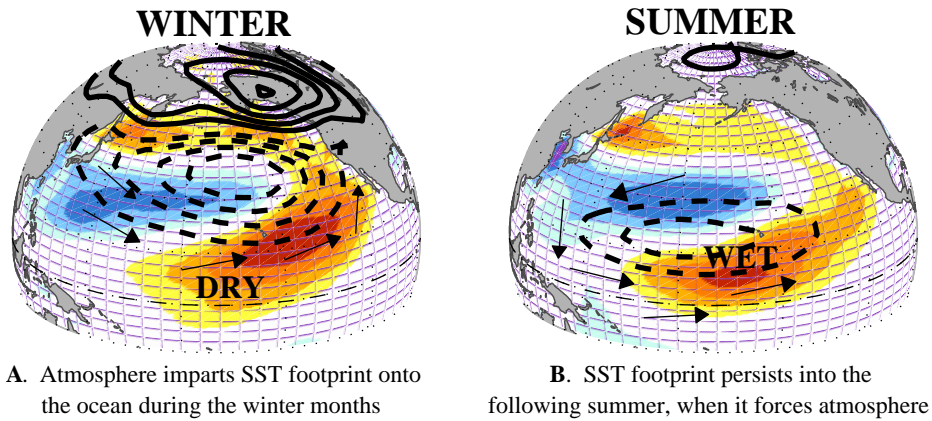 WINTER
SUMMER
DRY
WET
A. Atmosphere imparts SST footprint onto
the ocean during the winter months
B. SST footprint persists into the
following summer, when it forces atmosphere